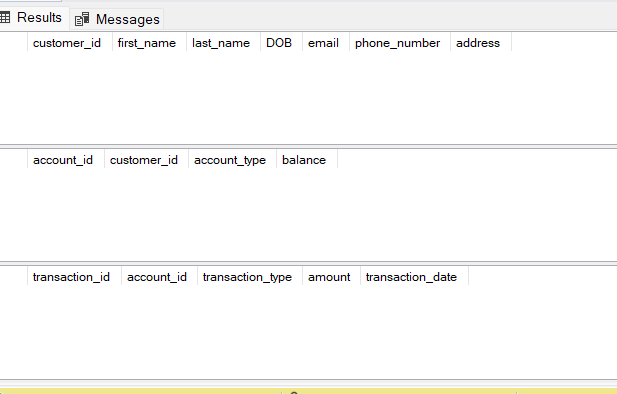 Results Messages
customer_id first_name last_name DOB email phone_number address
account_id customer_id account_type balance
transaction_id account_id transaction_type amount transaction_date